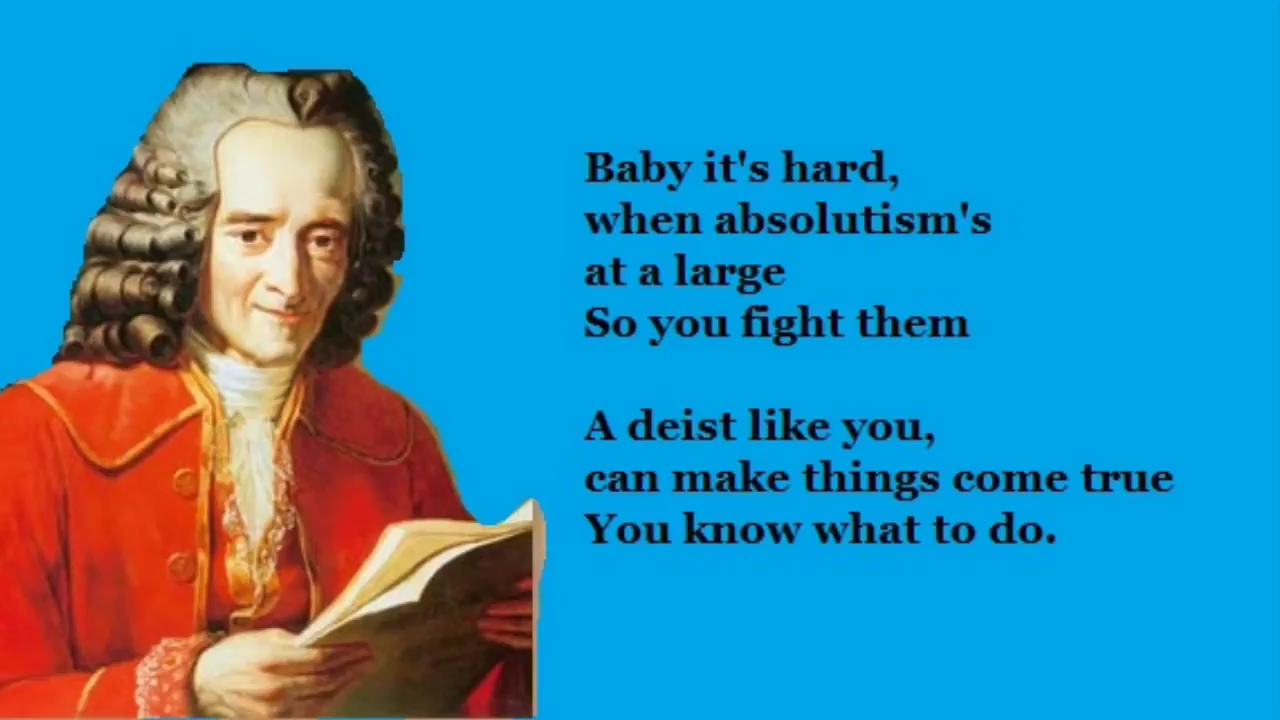 Baby it's hard,
when absolutism's
at a large
So you fight them
A deist like you,
can make things come true
You know what to do.